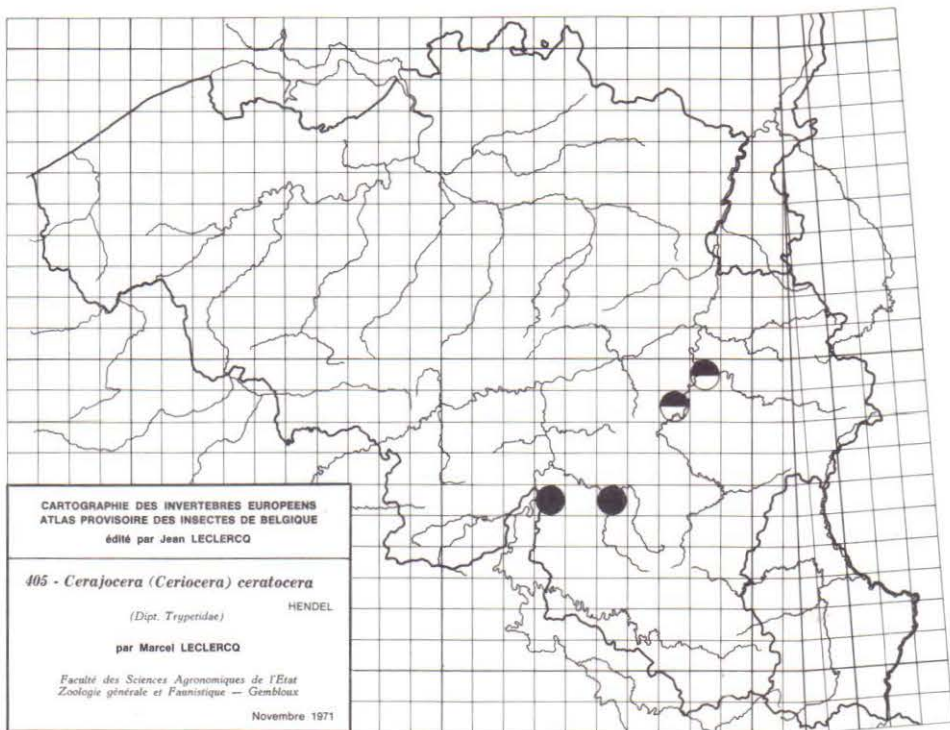 CARTOGRAPHIE DES INVERTEBRES EUROPEENS
ATLAS PROVISOIRE DES INSECTES DE BELGIQUE
édité par Jean LECLERCQ
405 - Cerajocera (Ceriocera) ceratocera
HENDEL
(Dipt. Trypetidae)
par Marcel LECLERCQ
Faculté des Sciences Agronomiques de l'Etat
Zoologie générale et Faunistique — Gembloux
Novembre 1971